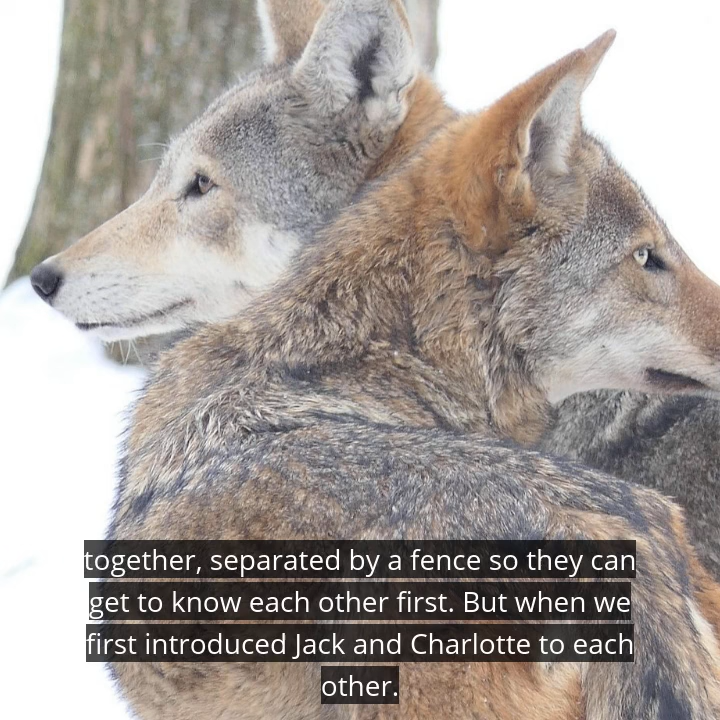 together, separated by a fence so they can
get to know each other first. But when we
first introduced Jack and Charlotte to each
other.